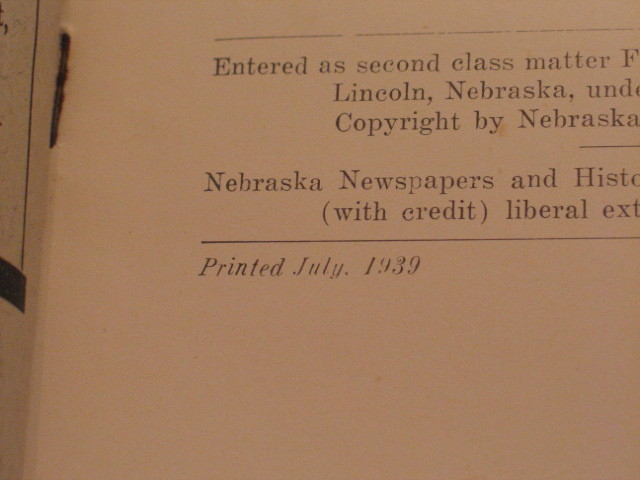 Entered as second class matter F
Lincoln, Nebraska, unde
Copyright by Nebraska
Nebraska Newspapers and Histo
(with credit) liberal ext
Printed July. 1939